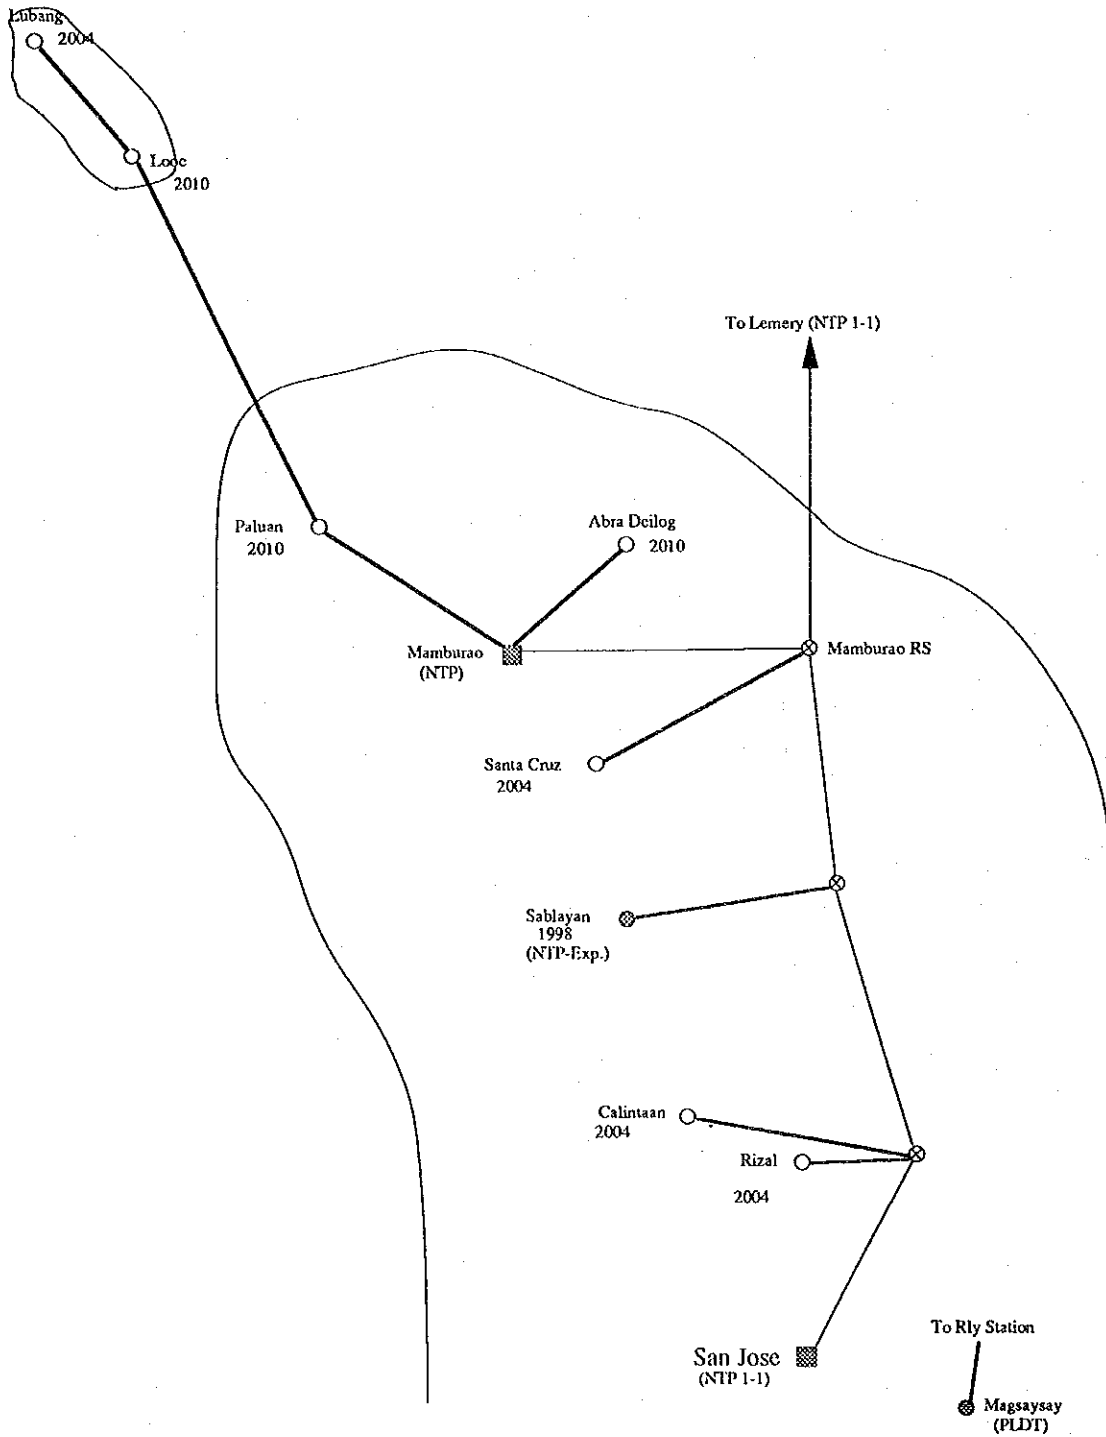 Lubang
2004
Looc
2010
To Lemery (NTP 1-1)
Paluan
2010
Abra Deilog
2010
Mamburao
(NTP)
Mamburao RS
Santa Cruz
2004
Sablayan
1998
(NTP-Exp.)
Calintaan
2004
Rizal
2004
To Rly Station
San Jose
(NTP 1-1)
Magsaysay
(PLDT)